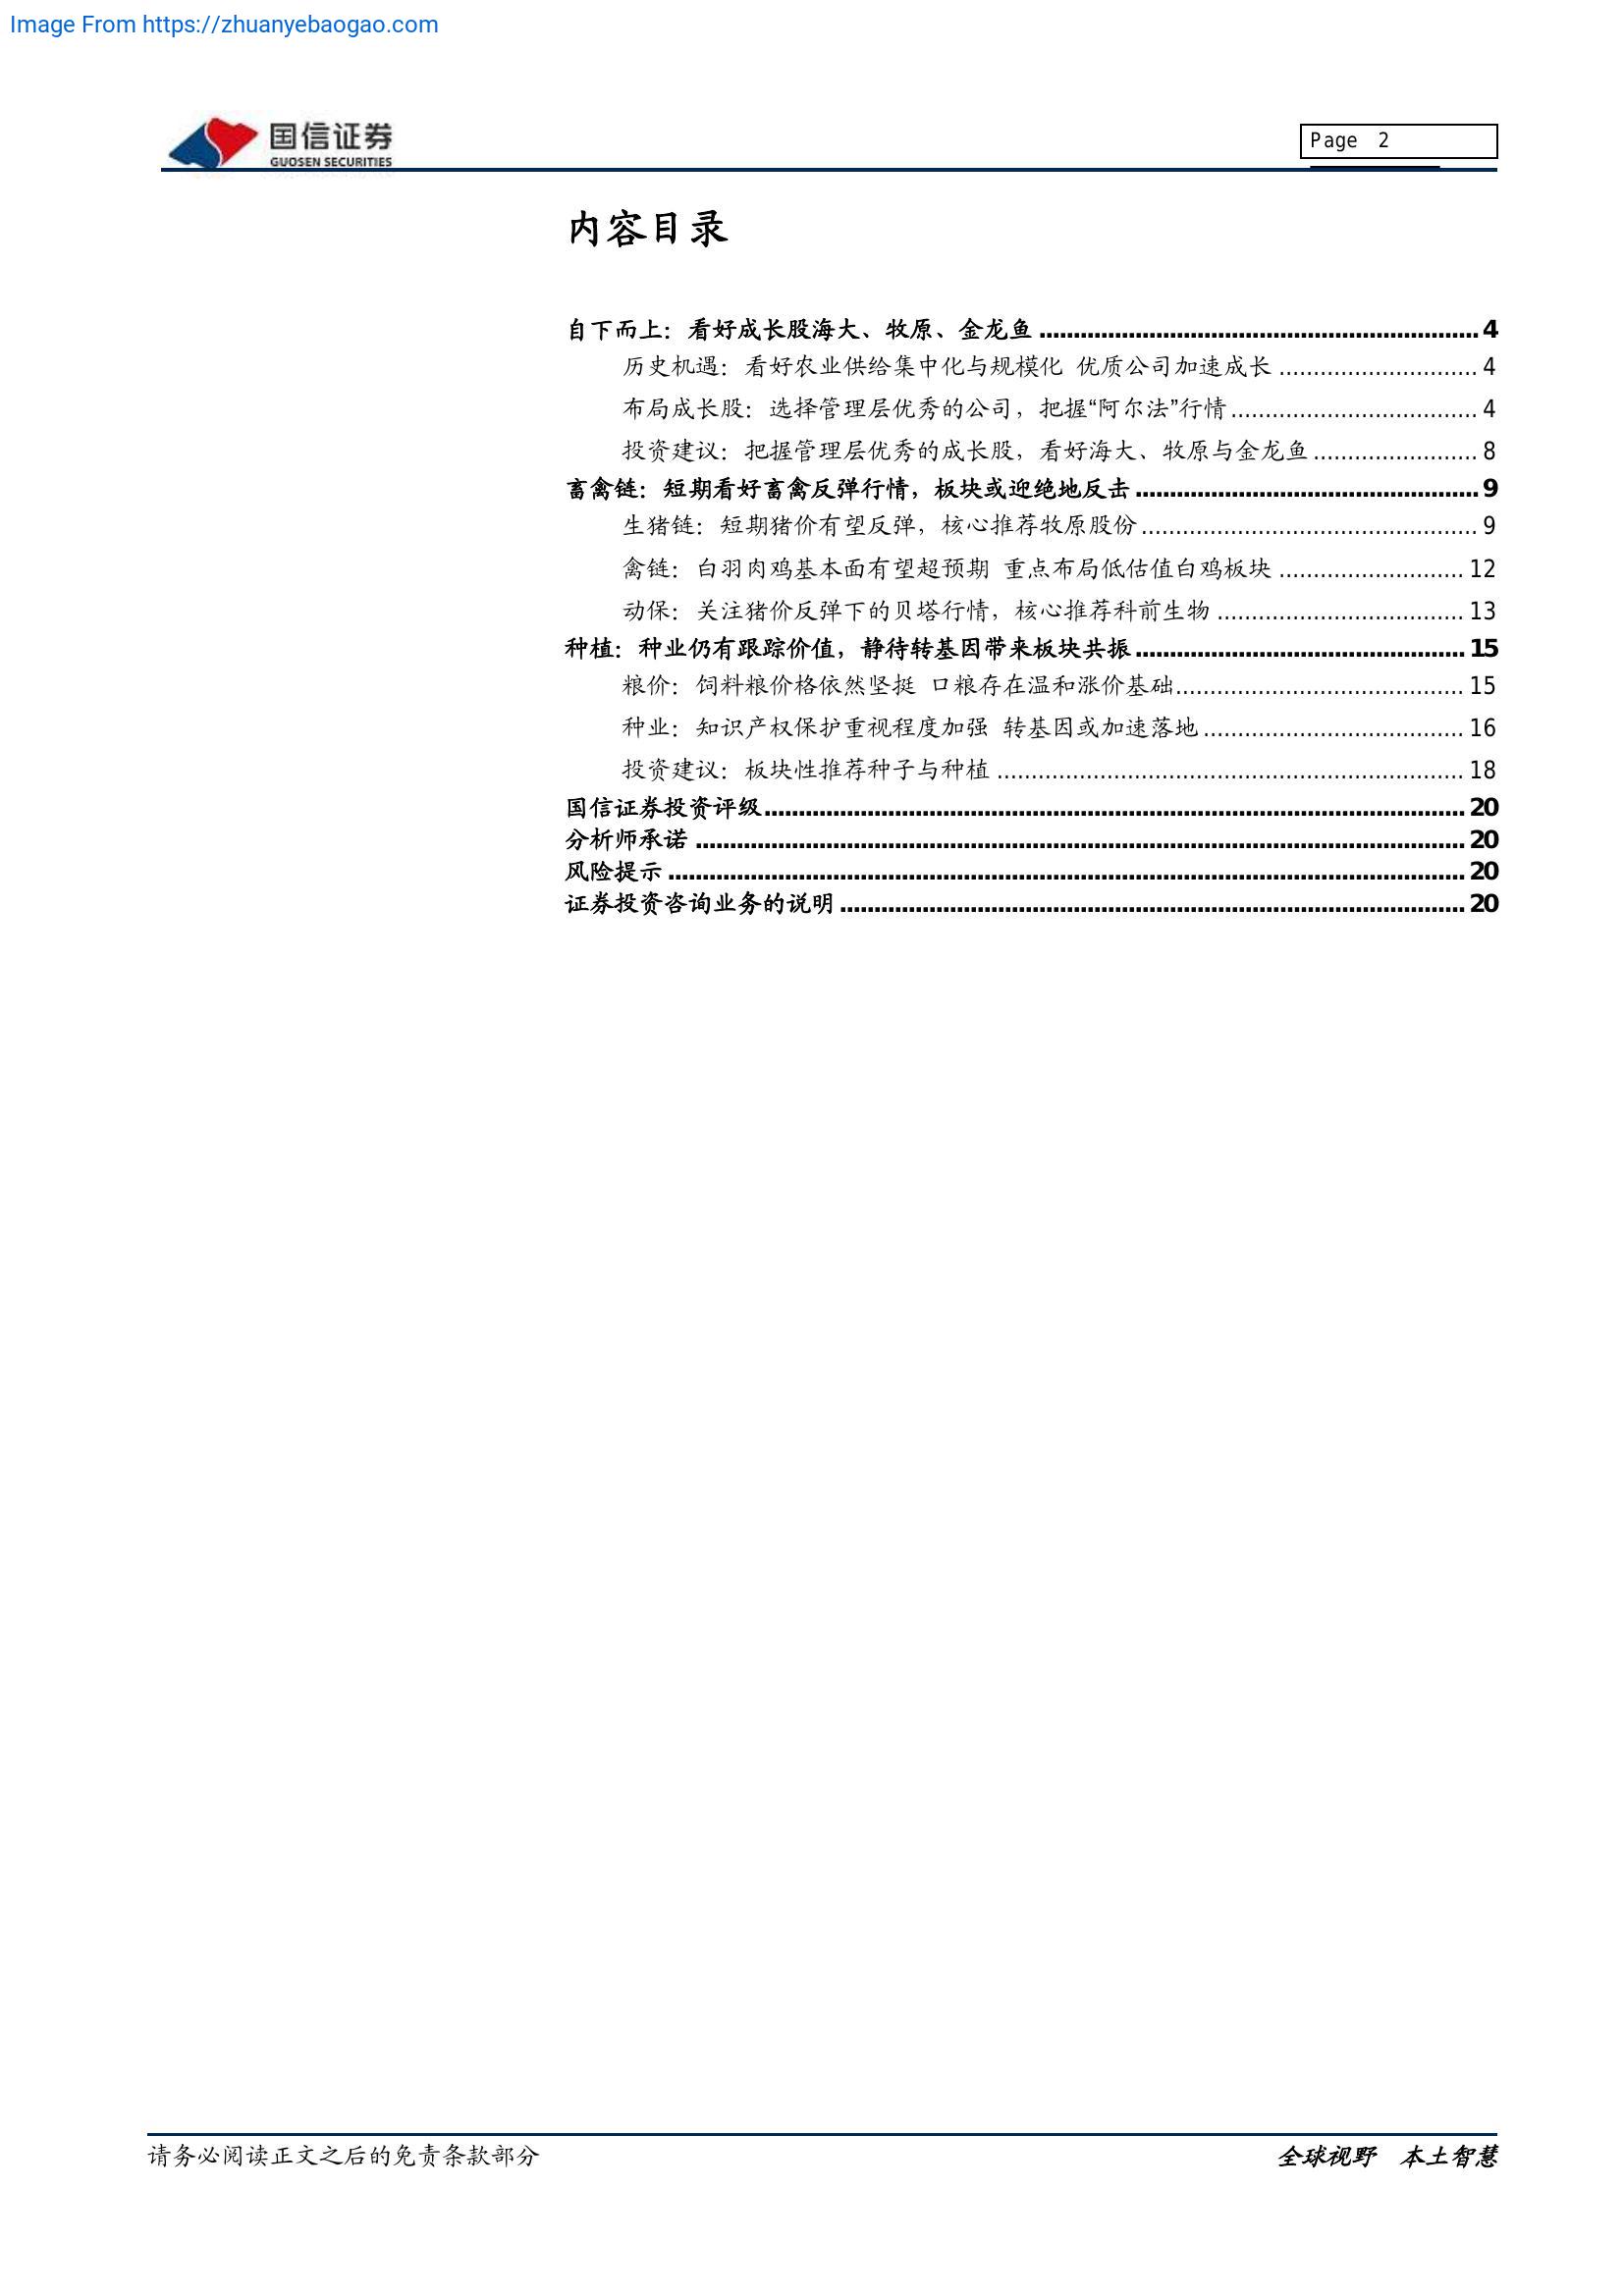 Image From https://zhuanyebaogao.com
国信证券
GUOSEN SECURITIES
Page 2
内容目录
自下而上：看好成长股海大、牧原、金龙鱼 ................................................................ 4
历史机遇：看好农业供给集中化与规模化 优质公司加速成长 ............................. 4
布局成长股：选择管理层优秀的公司，把握“阿尔法”行情.................................... 4
投资建议：把握管理层优秀的成长股，看好海大、牧原与金龙鱼........................ 8
畜禽链：短期看好畜禽反弹行情，板块或迎绝地反击 .................................................. 9
生猪链：短期猪价有望反弹，核心推荐牧原股份................................................. 9
禽链：白羽肉鸡基本面有望超预期 重点布局低估值白鸡板块 ........................... 12
动保：关注猪价反弹下的贝塔行情，核心推荐科前生物 .................................... 13
种植：种业仍有跟踪价值，静待转基因带来板块共振................................................ 15
粮价：饲料粮价格依然坚挺 口粮存在温和涨价基础.......................................... 15
种业：知识产权保护重视程度加强 转基因或加速落地...................................... 16
投资建议：板块性推荐种子与种植 .................................................................... 18
国信证券投资评级...................................................................................................... 20
分析师承诺 ................................................................................................................ 20
风险提示 .................................................................................................................... 20
证券投资咨询业务的说明 ........................................................................................... 20
请务必阅读正文之后的免责条款部分
全球视野 本土智慧